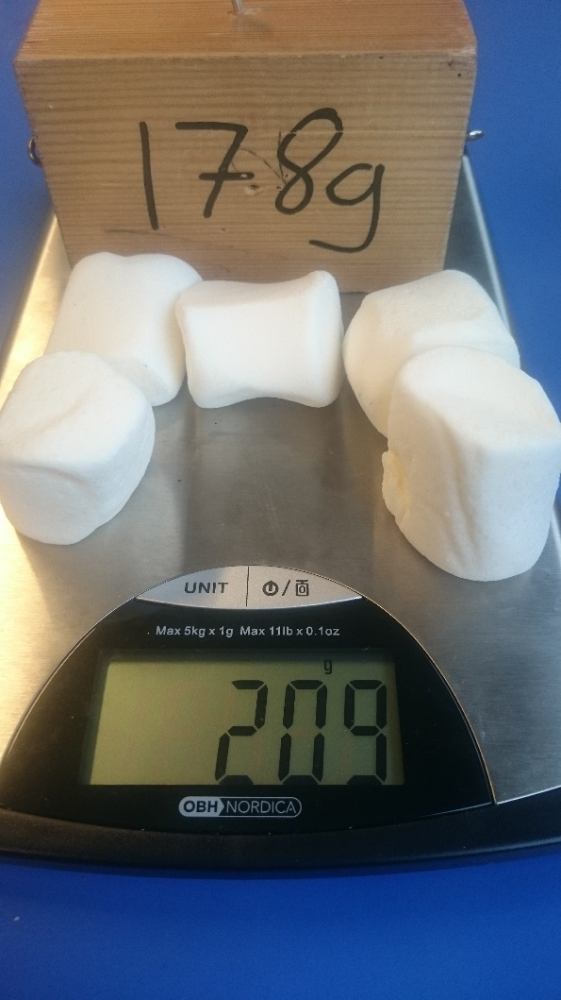 178g
UNIT
Max 5kg x 1g Max 11lb x 0.1oz
g
209
OBH NORDICA